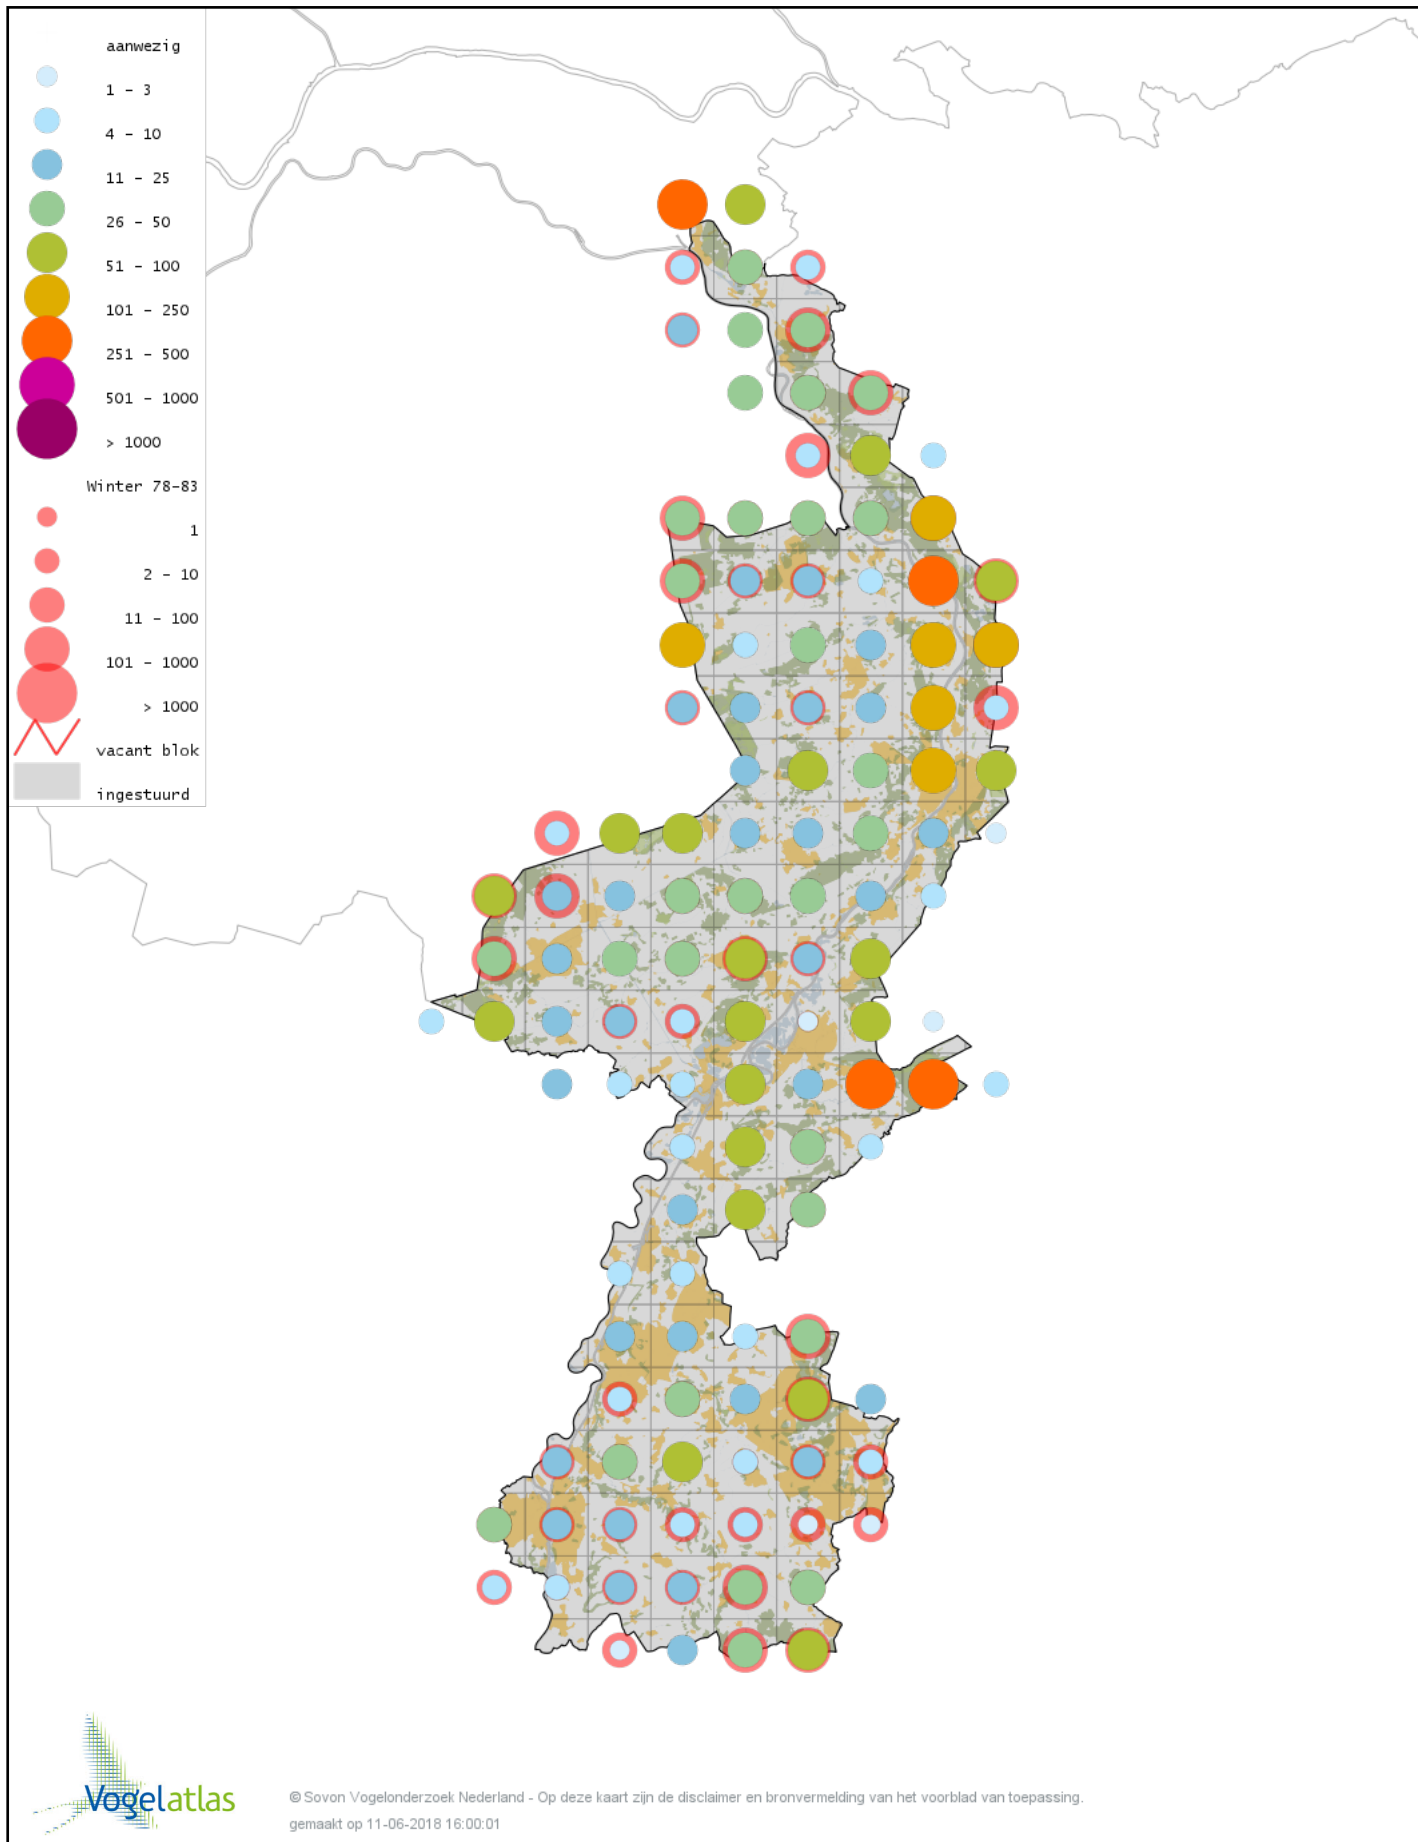 aanwezig
1 - 3
4 - 10
11 - 25
26 - 50
51 - 100
101 - 250
251 - 500
501 - 1000
> 1000
Winter 78-83
1
2 - 10
11 - 100
101 - 1000
> 1000
vacant blok
ingestuurd
Vogelatlas
© Sovon Vogelonderzoek Nederland - Op deze kaart zijn de disclaimer en bronvermelding van het voorblad van toepassing.
gemaakt op 11-06-2018 16:00:01